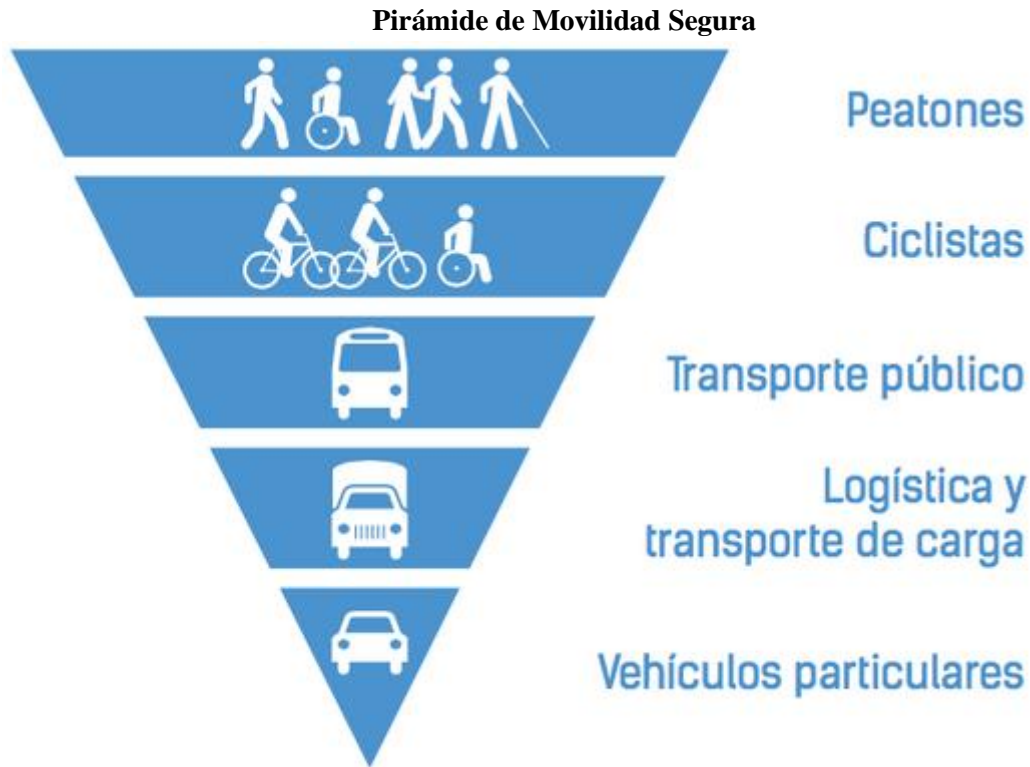 Pirámide de Movilidad Segura
Peatones
Ciclistas
Transporte público
Logística y
transporte de carga
Vehículos particulares